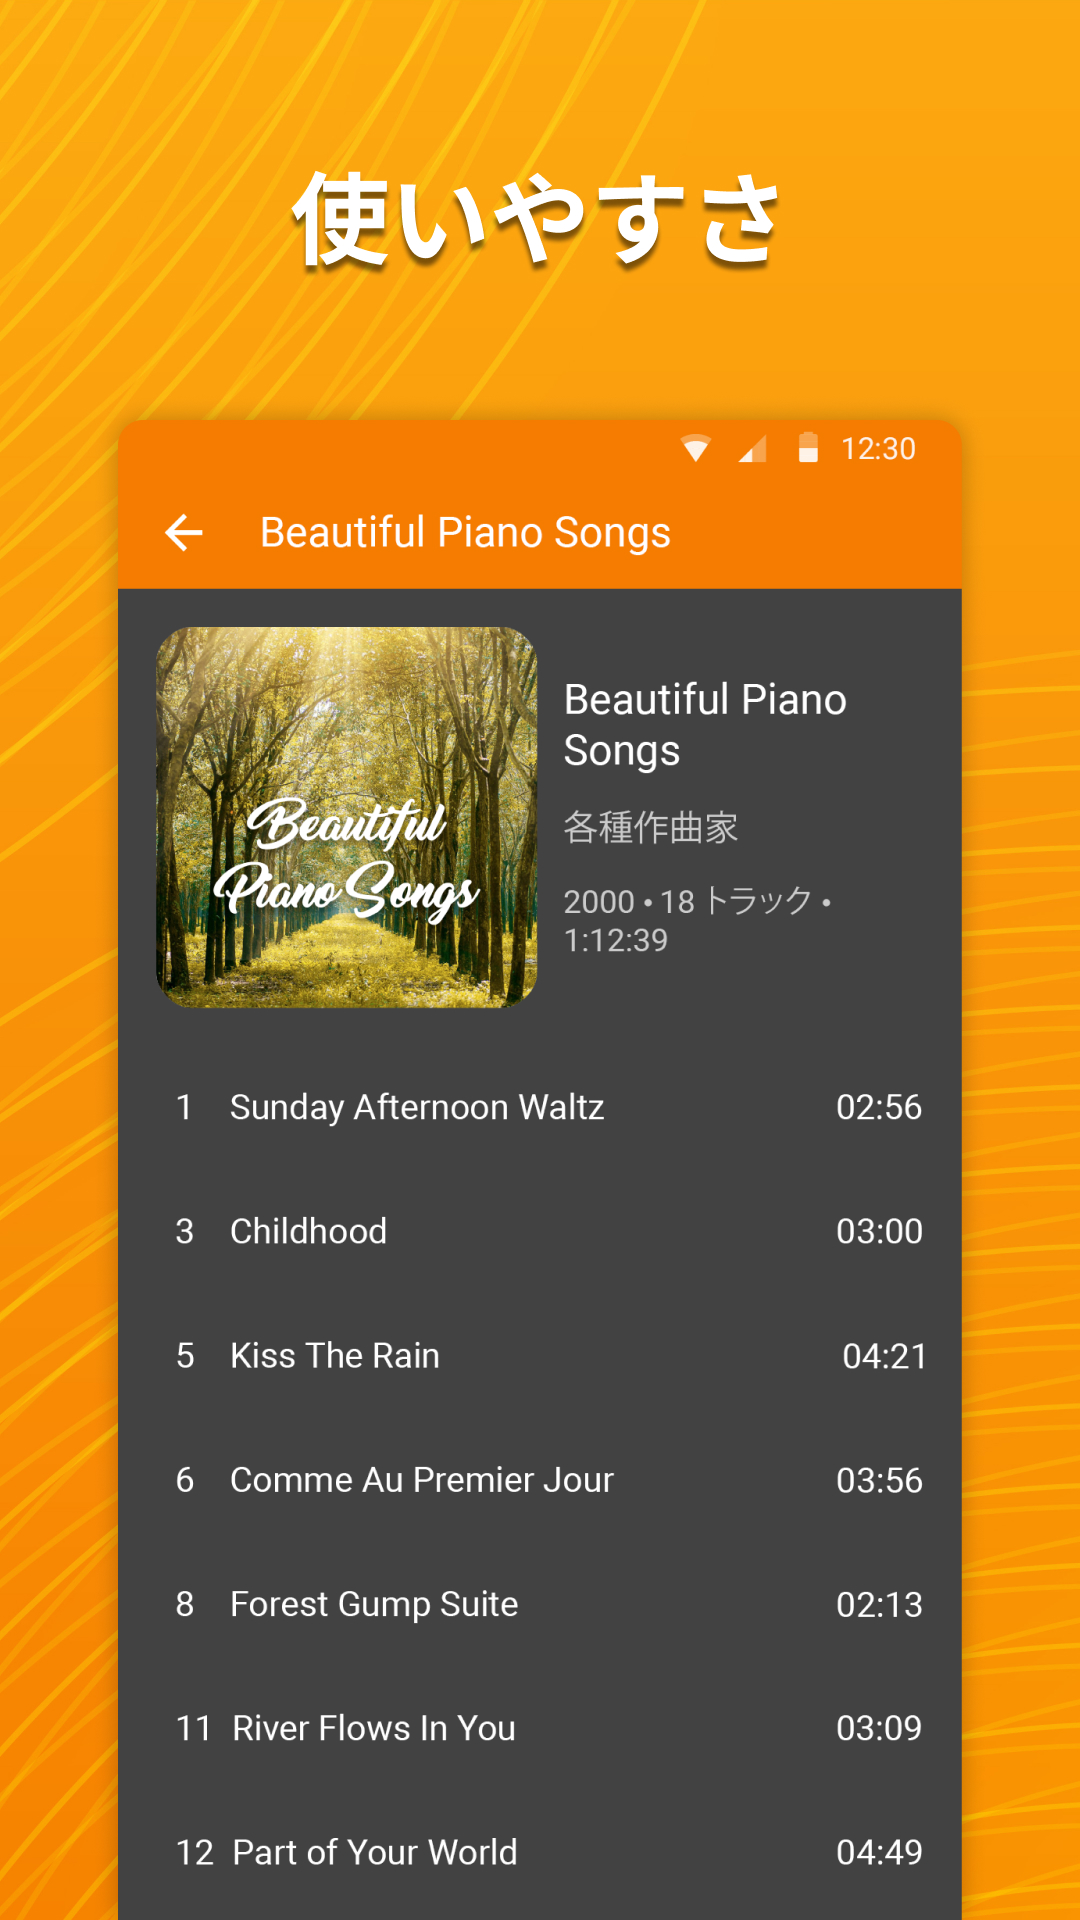 使いやすさ
12:30
Beautiful Piano Songs
Beautiful
Piano Songs
Beautiful Piano
Songs
各種作曲家
2000 • 18 トラック •
1:12:39
1 Sunday Afternoon Waltz 02:56
3 Childhood 03:00
5 Kiss The Rain 04:21
6 Comme Au Premier Jour 03:56
8 Forest Gump Suite 02:13
11 River Flows In You 03:09
12 Part of Your World 04:49